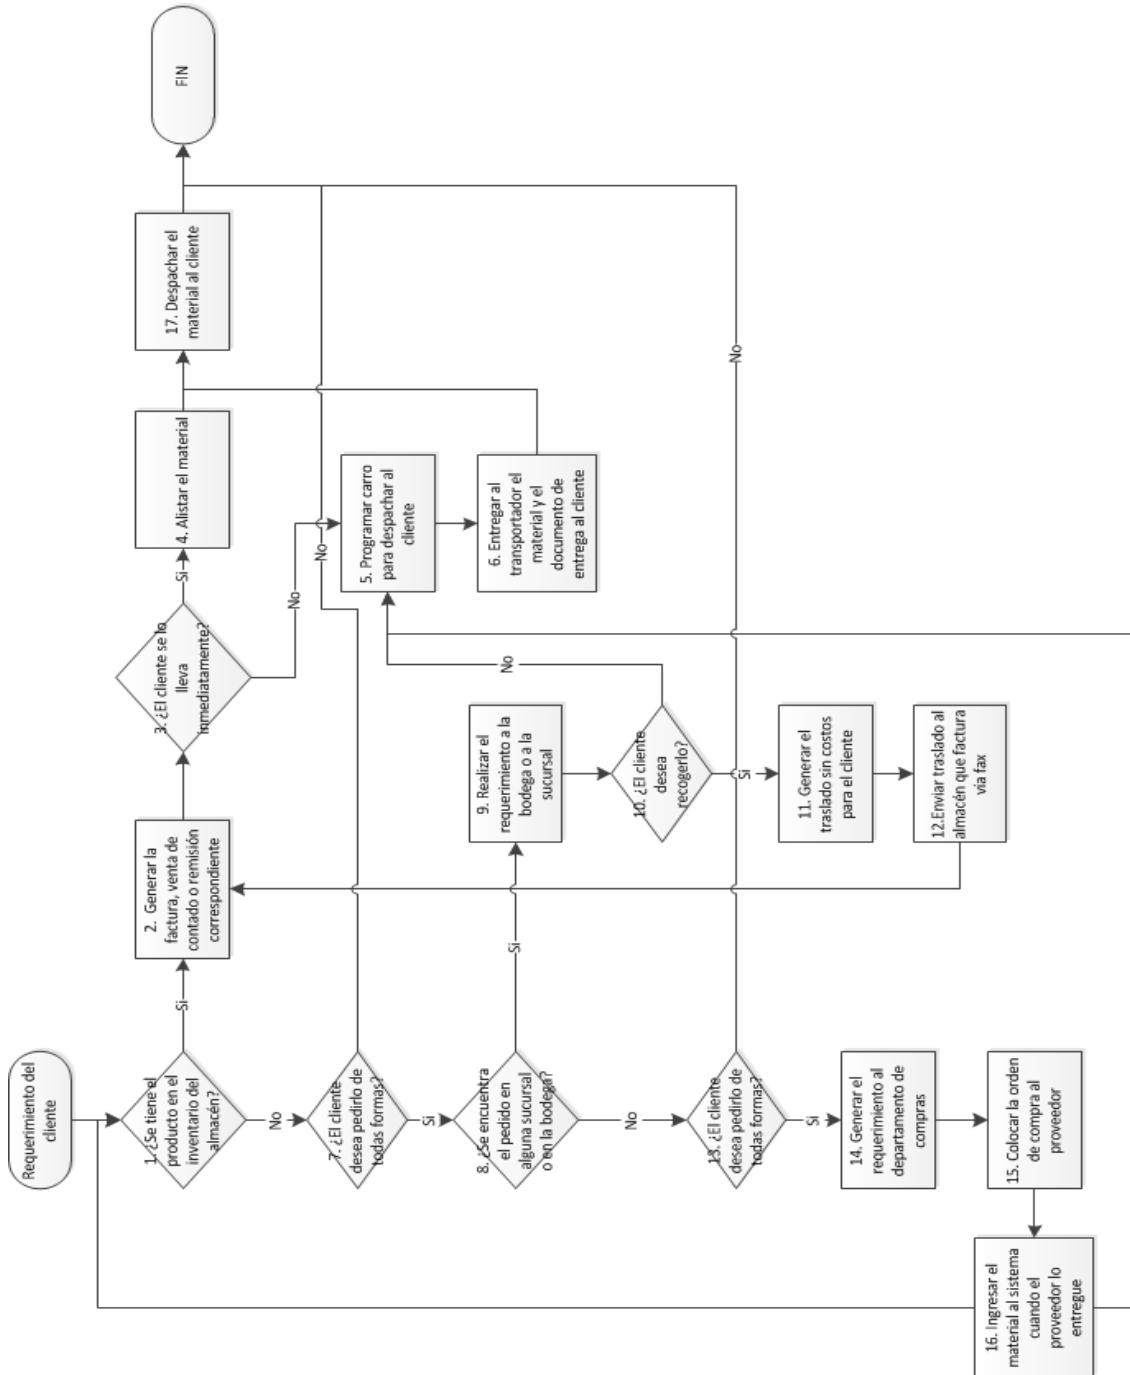 Requerimiento del
cliente
1. ¿Se tiene el
producto en el
inventario del
almacén?
Si
No
2. Generar la
factura, venta de
contado o remisión
correspondiente
3. ¿El cliente se lo
lleva
inmediatamente?
Si
No
4. Alistar el material
17. Despachar el
material al cliente
FIN
5. Programar carro
para despachar al
cliente
6. Entregar al
transportador el
material y el
documento de
entrega al cliente
7. ¿El cliente
desea pedirlo de
todas formas?
No
Si
8. ¿Se encuentra
el pedido en
alguna sucursal
o en la bodega?
Si
No
9. Realizar el
requerimiento a la
bodega o a la
sucursal
10. ¿El cliente
desea
recogerlo?
No
Si
11. Generar el
traslado sin costos
para el cliente
12.Enviar traslado al
almacén que factura
via fax
13. ¿El cliente
desea pedirlo de
todas formas?
No
Si
14. Generar el
requerimiento al
departamento de
compras
15. Colocar la orden
de compra al
proveedor
16. Ingresar el
material al sistema
cuando el
proveedor lo
entregue